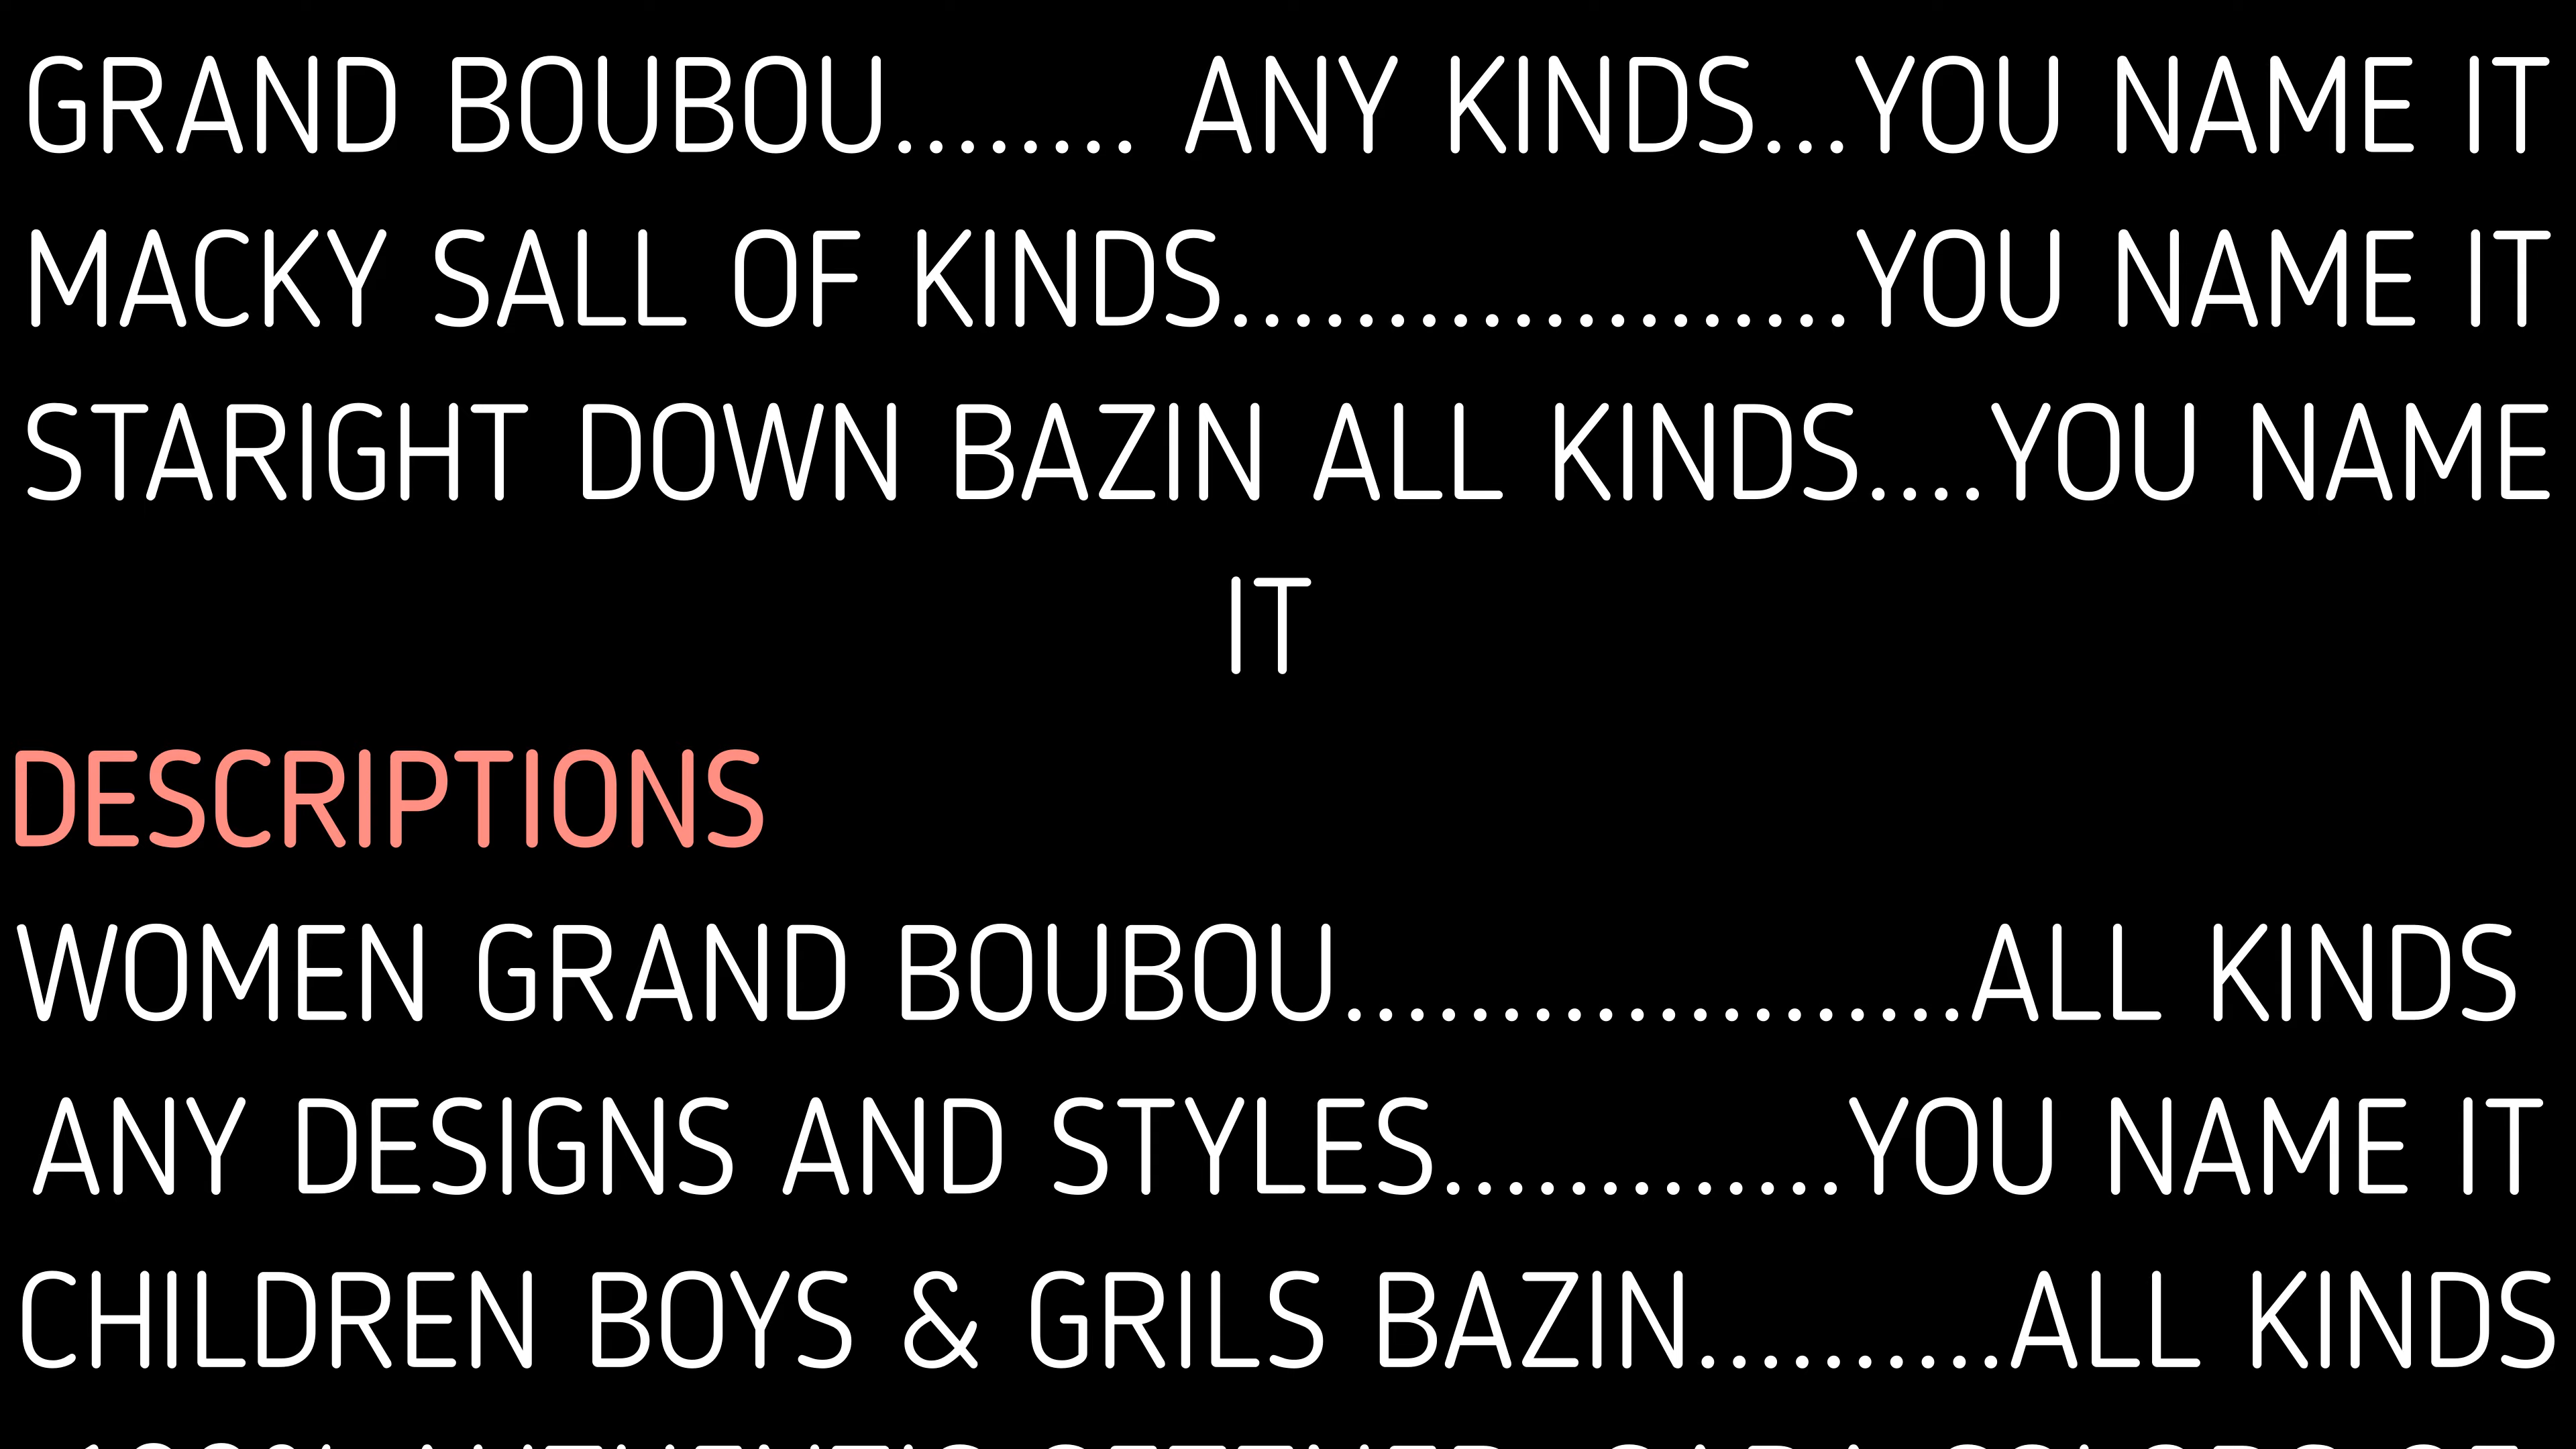 GRAND BOUBOU........ ANY KINDS...YOU NAME IT
MACKY SALL OF KINDS....................YOU NAME IT
STARIGHT DOWN BAZIN ALL KINDS....YOU NAME
IT
DESCRIPTIONS
WOMEN GRAND BOUBOU....................ALL KINDS
ANY DESIGNS AND STYLES.............YOU NAME IT
CHILDREN BOYS & GRILS BAZIN..........ALL KINDS